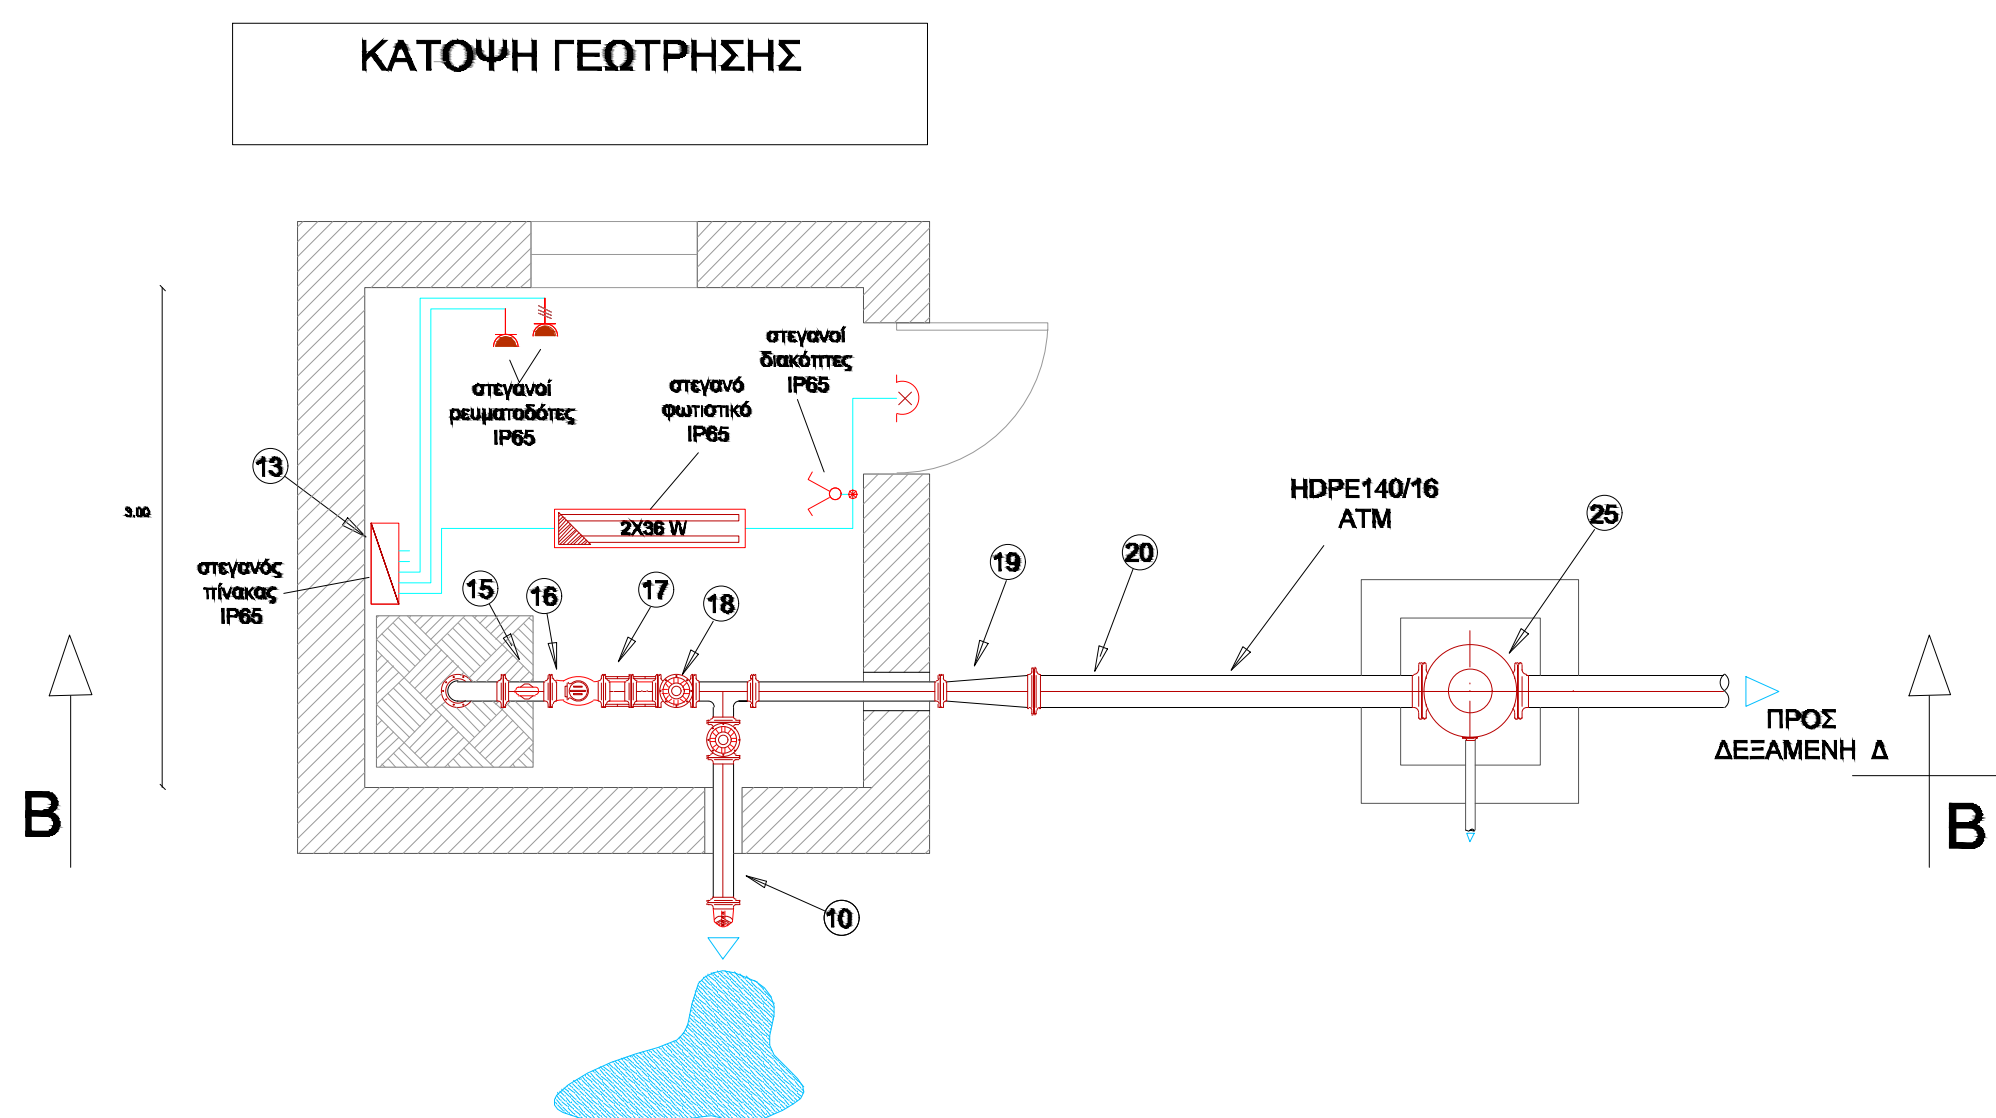 ΚΑΤΟΨΗ ΓΕΩΤΡΗΣΗΣ
στεγανοί
διακόπτες
IP65
στεγανοί
ρευματοδότες
IP65
στεγανό
φωτιστικό
IP65
13
2X36 W
3.00
στεγανός
πίνακας
IP65
15
16
17
18
19
20
HDPE140/16
ATM
25
ΠΡΟΣ
ΔΕΞΑΜΕΝΗ Δ
B
B
10